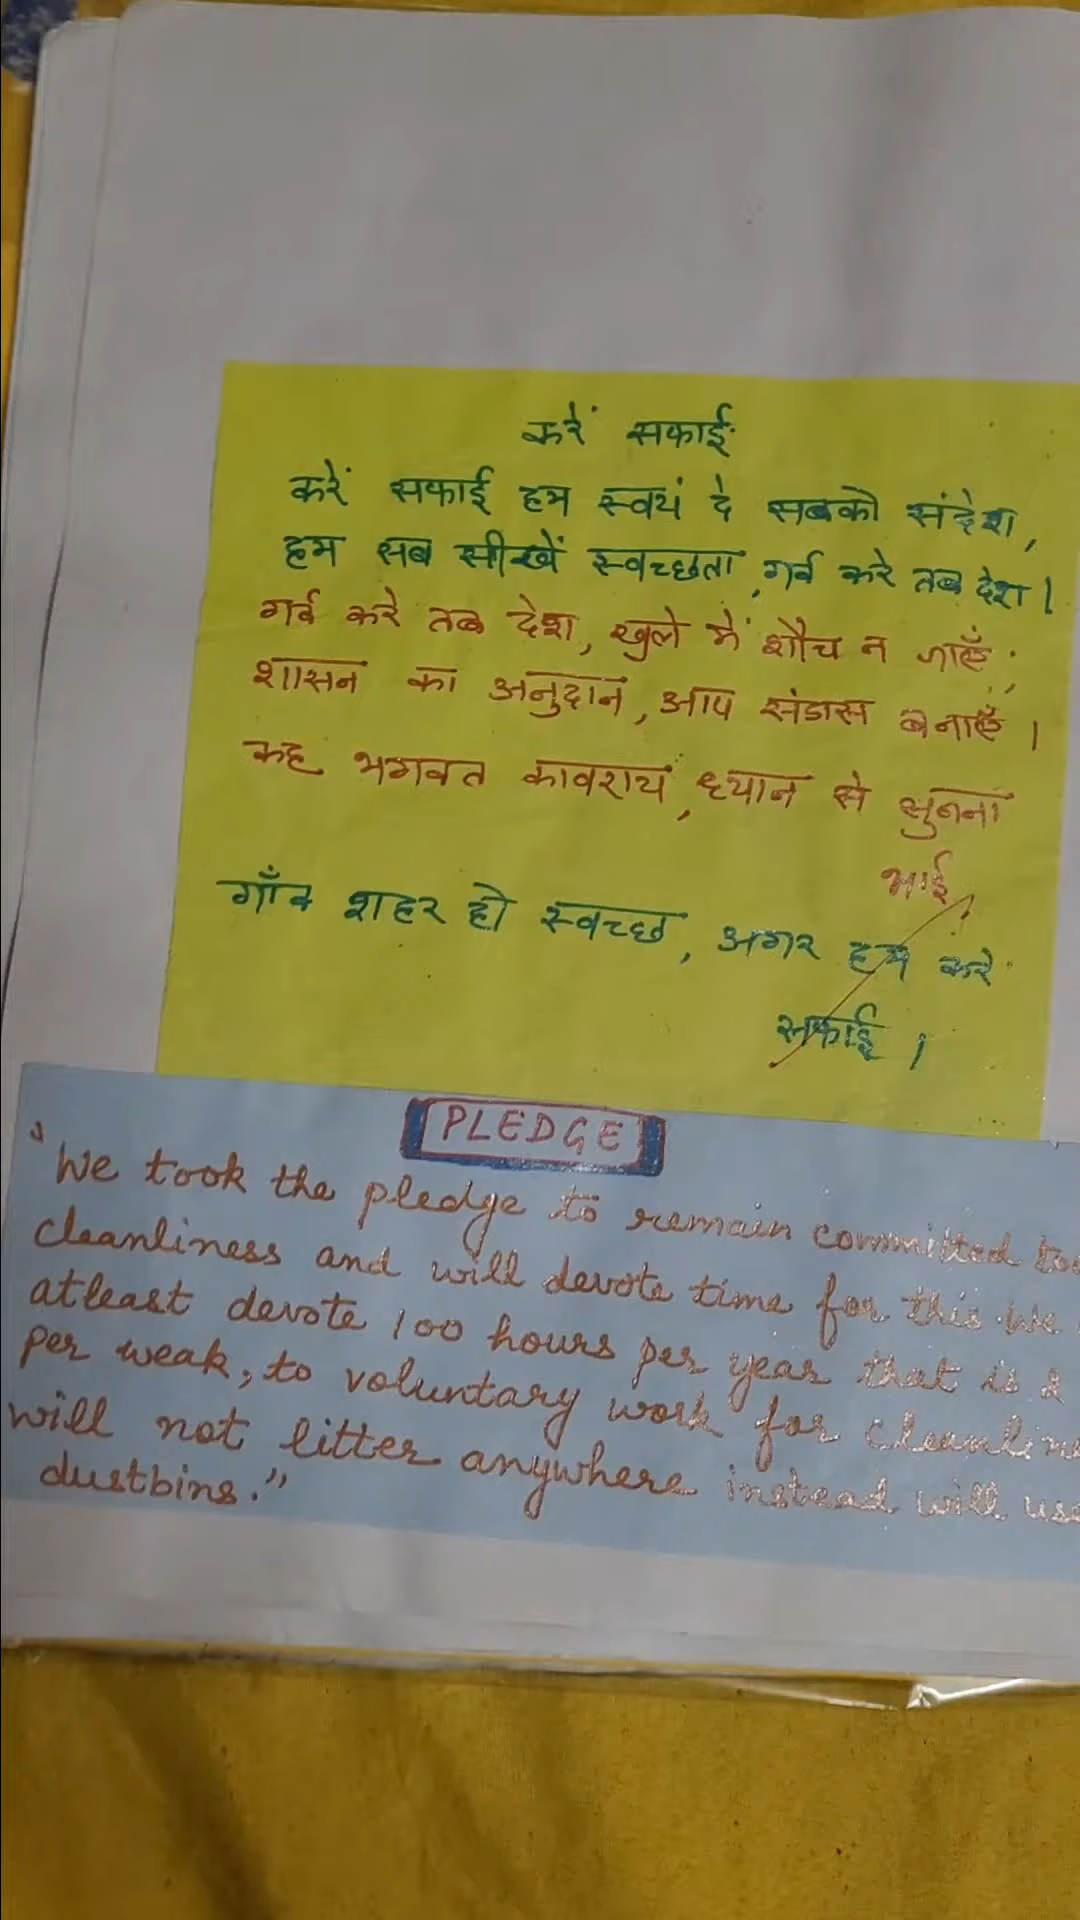 करें सफाई
करें सफाई हम स्वयं दे सबको संदेश,
हम सब सीखें स्वच्छता, गर्व करे तब देश।
गर्व करे तब देश, खुले में शौच न जाएँ;
शासन का अनुदान, आप संडास बनाएँ।
कह भगवत कावराय, ध्यान से सुनना
भाई,
गाँव शहर हो स्वच्छ, अगर हम करे
सफाई।
PLEDGE
"We took the pledge to remain committed
cleanliness and will devote time for this. We
atleast devote 100 hours per year that is 2
per weak, to voluntary work for
will not litter anywhere instead will use
dustbins."